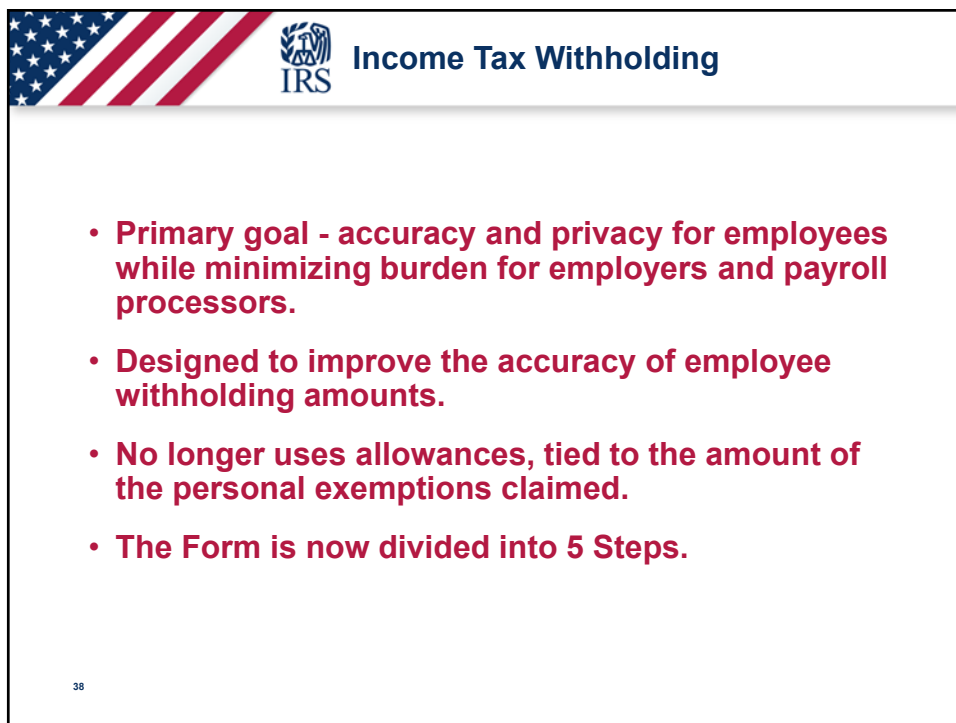 IRS
Income Tax Withholding
• Primary goal - accuracy and privacy for employees
while minimizing burden for employers and payroll
processors.
• Designed to improve the accuracy of employee
withholding amounts.
• No longer uses allowances, tied to the amount of
the personal exemptions claimed.
• The Form is now divided into 5 Steps.
38